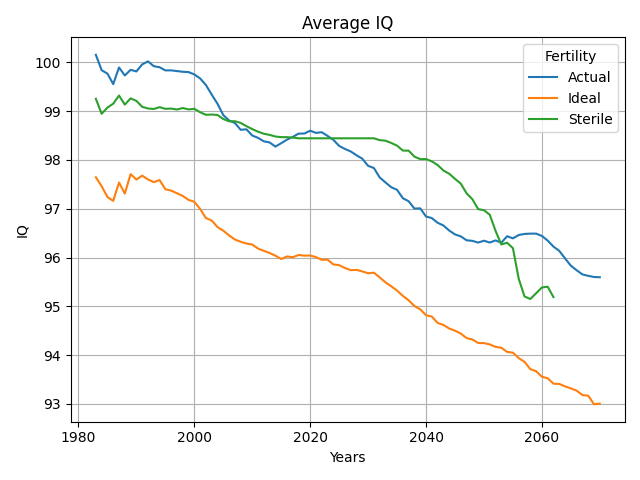 Average IQ
Fertility
Actual
Ideal
Sterile
100
99
98
97
96
95
94
93
IQ
1980
2000
2020
2040
2060
Years